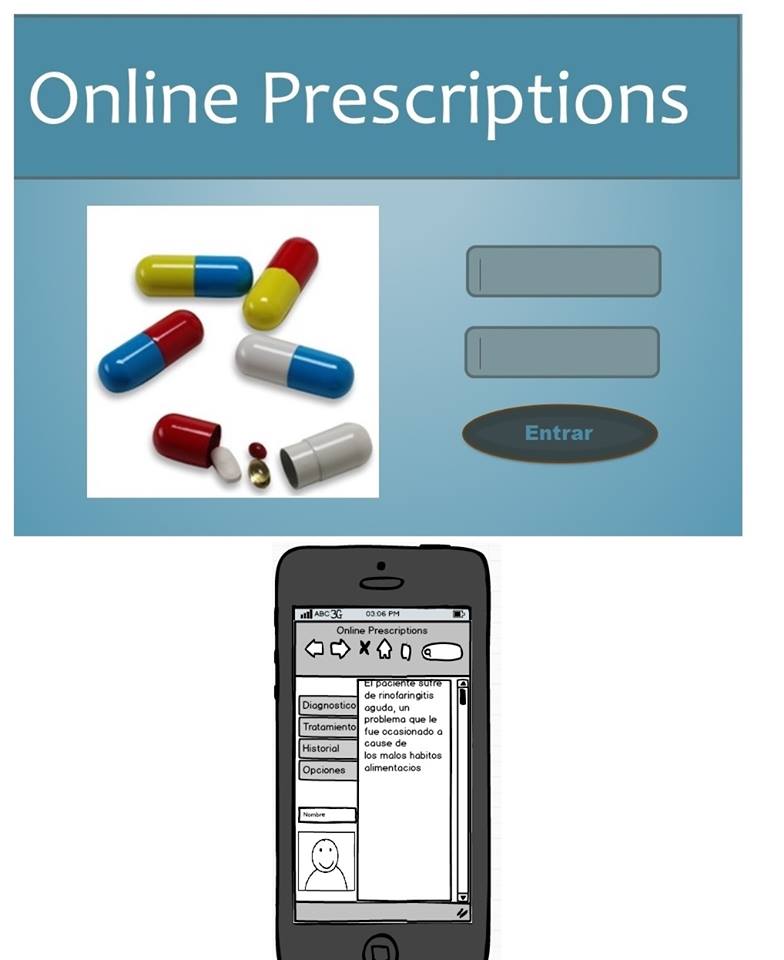 Online Prescriptions
Entrar
ABC 3G 03:06 PM
Online Prescriptions
Diagnostico
Tratamiento
Historial
Opciones
Nombre
El paciente sufre
de rinofaringitis
aguda, un
problema que le
fue ocasionado a
cause de
los malos habitos
alimentacios